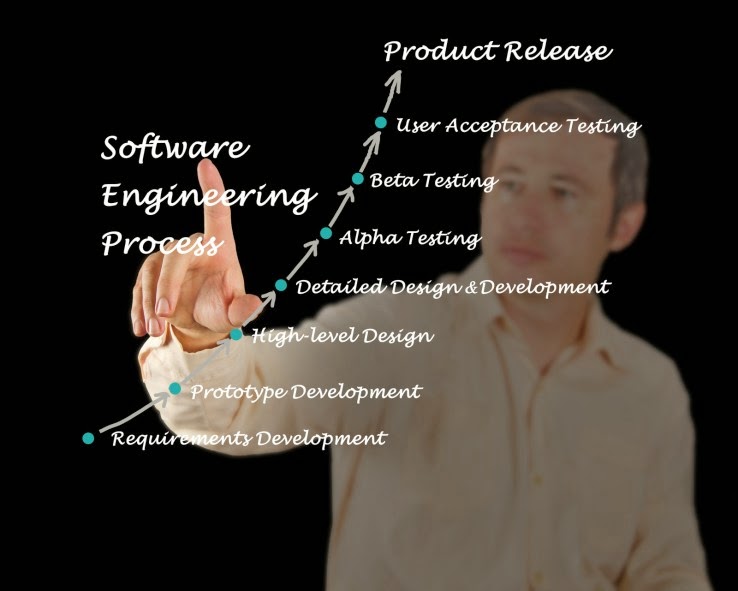 Software
Engineering
Process
Product Release
User Acceptance Testing
Beta Testing
Alpha Testing
Detailed Design &Development
High-level Design
Prototype Development
Requirements Development